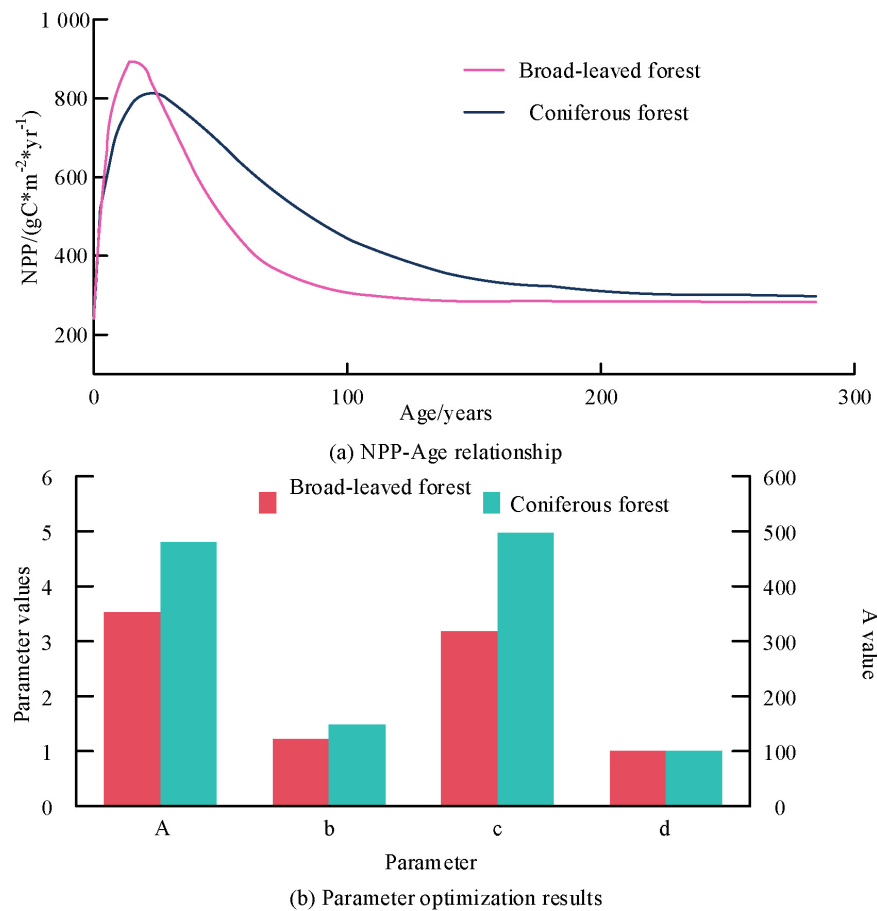 1 000
800
600
400
200
NPP/(gC*m-2*yr-1)
Broad-leaved forest
Coniferous forest
0
100
200
300
Age/years
(a) NPP-Age relationship
6
5
4
3
2
1
0
Parameter values
Broad-leaved forest
Coniferous forest
600
500
400
300
200
100
0
A value
A
b
c
d
Parameter
(b) Parameter optimization results